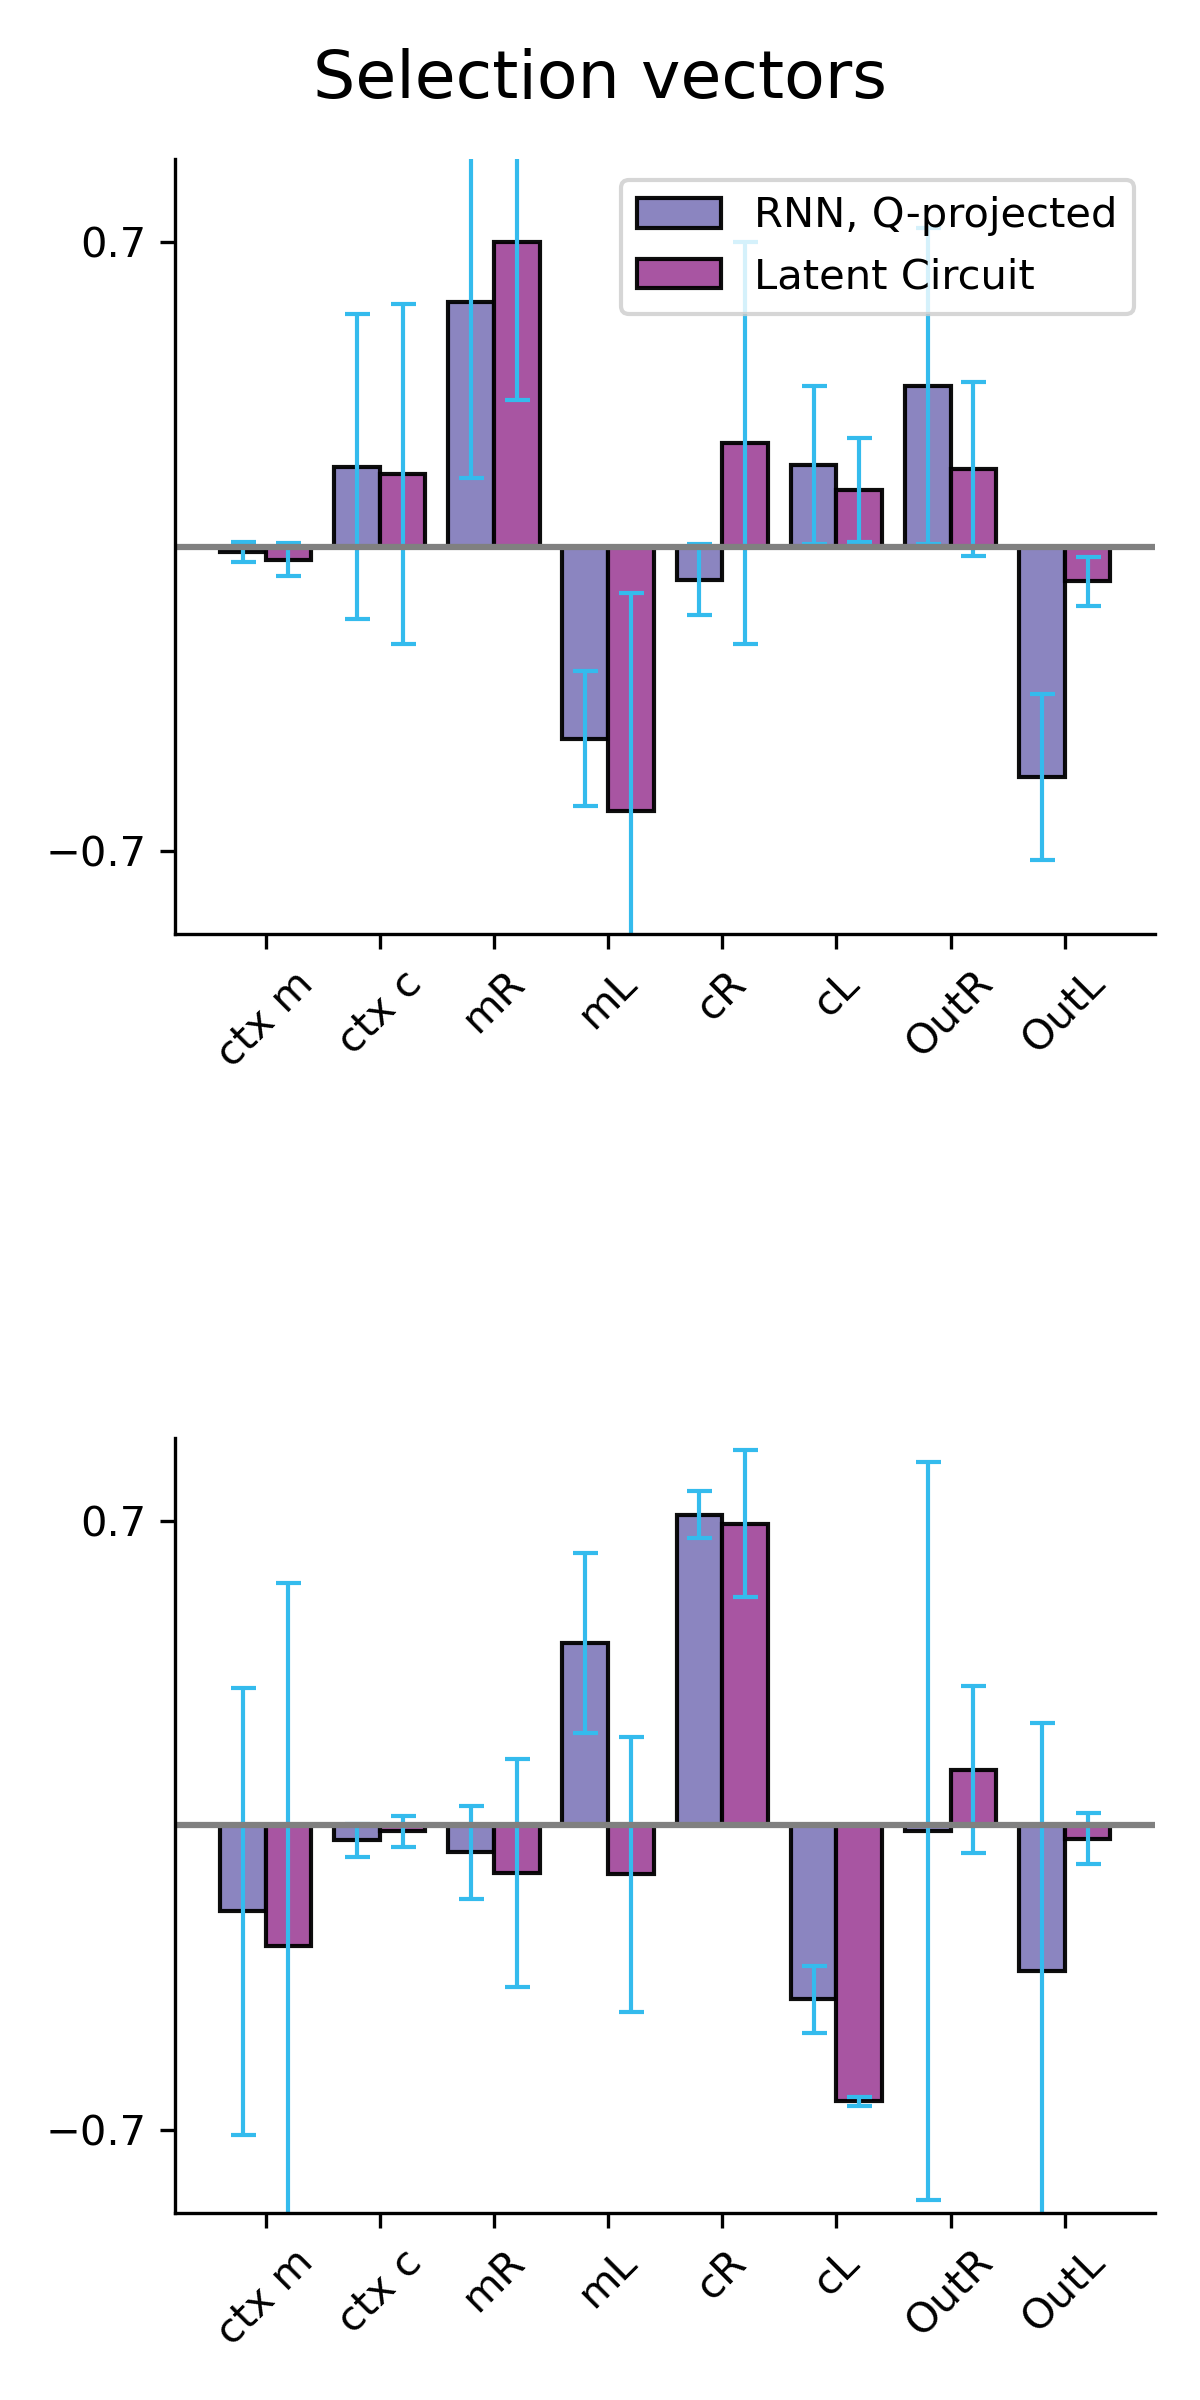 Selection vectors
RNN, Q-projected
Latent Circuit
0.7
−0.7
ctx m
ctx c
mR
mL
cR
cL
OutR
OutL
0.7
−0.7
ctx m
ctx c
mR
mL
cR
cL
OutR
OutL